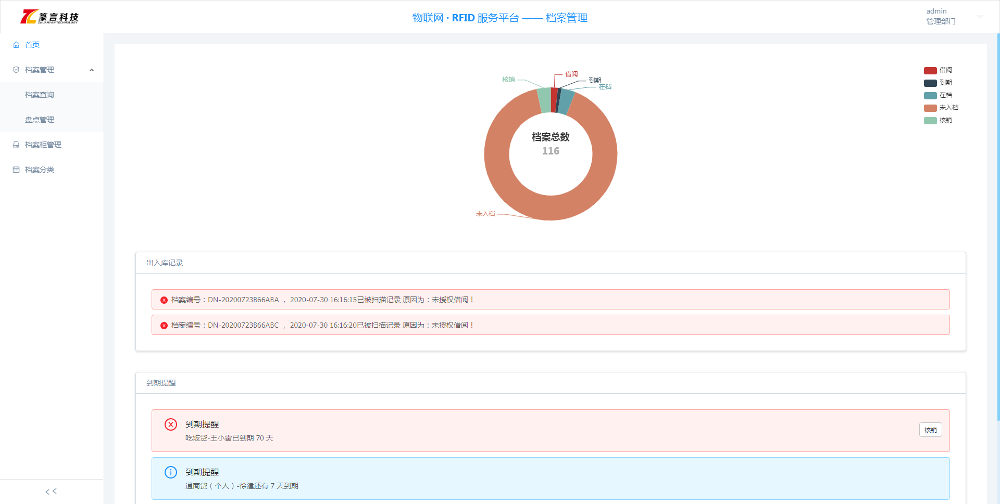 篆言科技
ZHUANYAN TECHNOLOGY
物联网 · RFID 服务平台 —— 档案管理
admin
管理部门
首页
档案管理
档案查询
盘点管理
档案柜管理
档案分类
借阅
核销
到期
在档
档案总数
116
未入档
借阅
到期
在档
未入档
核销
出入库记录
档案编号：DN-20200723B66ABA ，2020-07-30 16:16:15已被扫描记录 原因为：未授权借阅！
档案编号：DN-20200723B66ABC ，2020-07-30 16:16:20已被扫描记录 原因为：未授权借阅！
到期提醒
到期提醒
吃饭贷-王小雷已到期 70 天
核销
到期提醒
通商贷（个人）-徐建还有 7 天到期